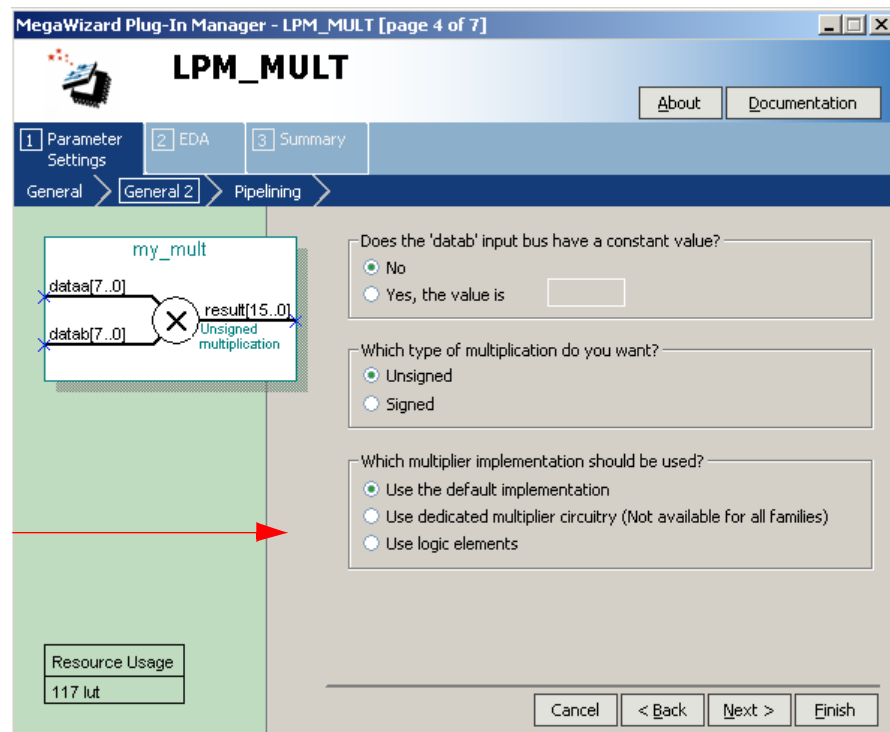 MegaWizard Plug-In Manager - LPM_MULT [page 4 of 7]
LPM_MULT
About
Documentation
1 Parameter Settings
2 EDA
3 Summary
General
General 2
Pipelining
my_mult
dataa[7..0]
datab[7..0]
result[15..0]
Unsigned
multiplication
Does the 'datab' input bus have a constant value?
No
Yes, the value is
Which type of multiplication do you want?
Unsigned
Signed
Which multiplier implementation should be used?
Use the default implementation
Use dedicated multiplier circuitry (Not available for all families)
Use logic elements
Resource Usage
117 lut
Cancel
< Back
Next >
Finish